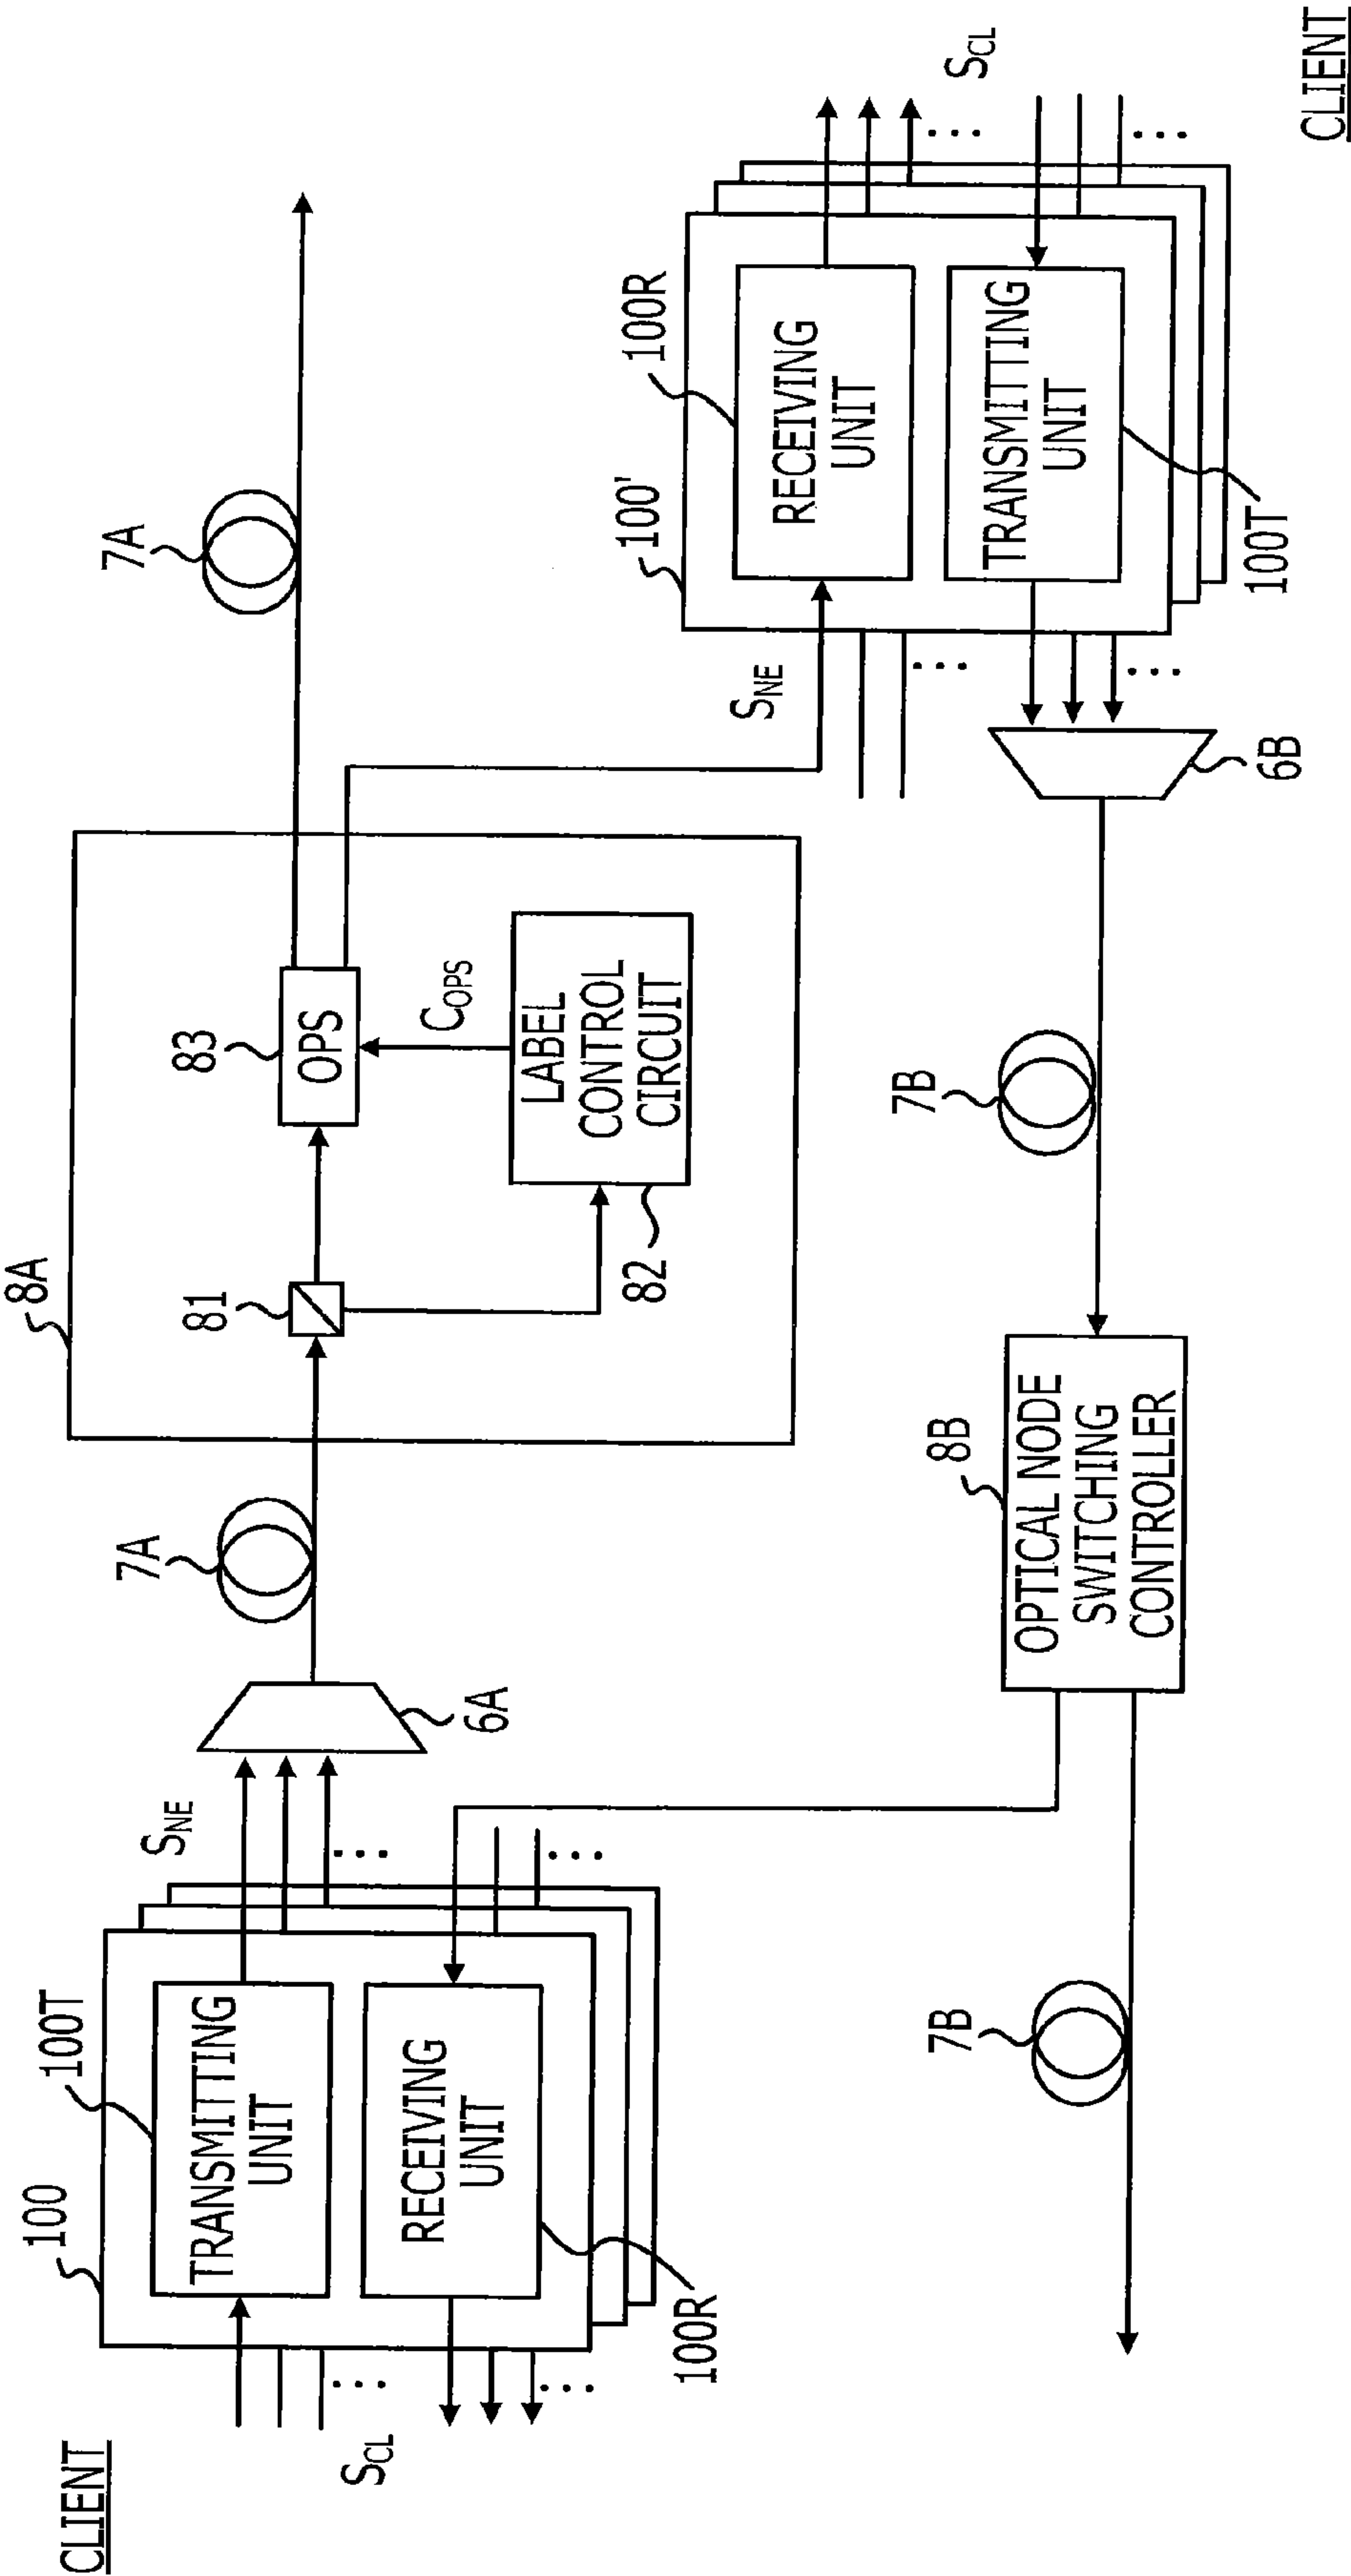 CLIENT
100
100T
TRANSMITTING
UNIT
RECEIVING
UNIT
100R
SCL
SNE
6A
7A
8A
81
82
83
OPS
COPS
LABEL
CONTROL
CIRCUIT
7A
SNE
100'
100R
RECEIVING
UNIT
TRANSMITTING
UNIT
100T
SCL
6B
7B
8B
OPTICAL NODE
SWITCHING
CONTROLLER
7B
CLIENT